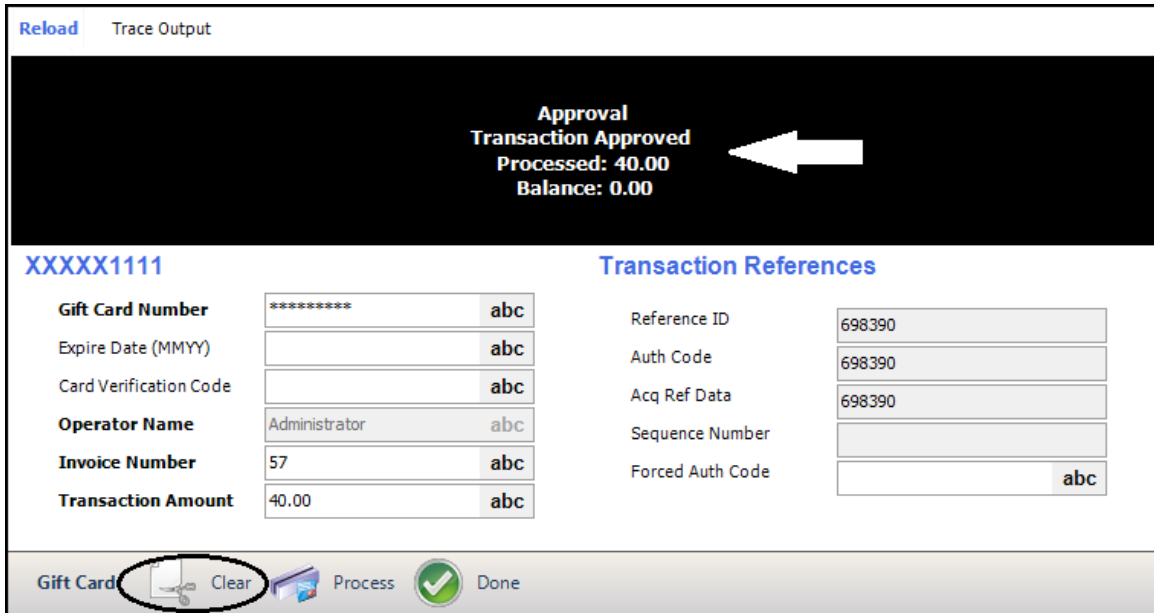 Reload Trace Output
Approval
Transaction Approved
Processed: 40.00
Balance: 0.00
XXXXX1111
Gift Card Number ********* abc
Expire Date (MMYY) abc
Card Verification Code abc
Operator Name Administrator abc
Invoice Number 57 abc
Transaction Amount 40.00 abc
Transaction References
Reference ID 698390
Auth Code 698390
Acq Ref Data 698390
Sequence Number
Forced Auth Code abc
Gift Card Clear Process Done